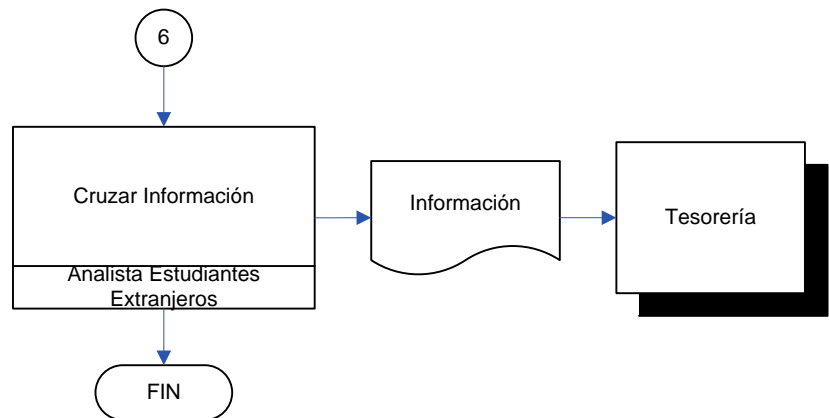 6
Cruzar Información
Información
Tesorería
Analista Estudiantes
Extranjeros
FIN